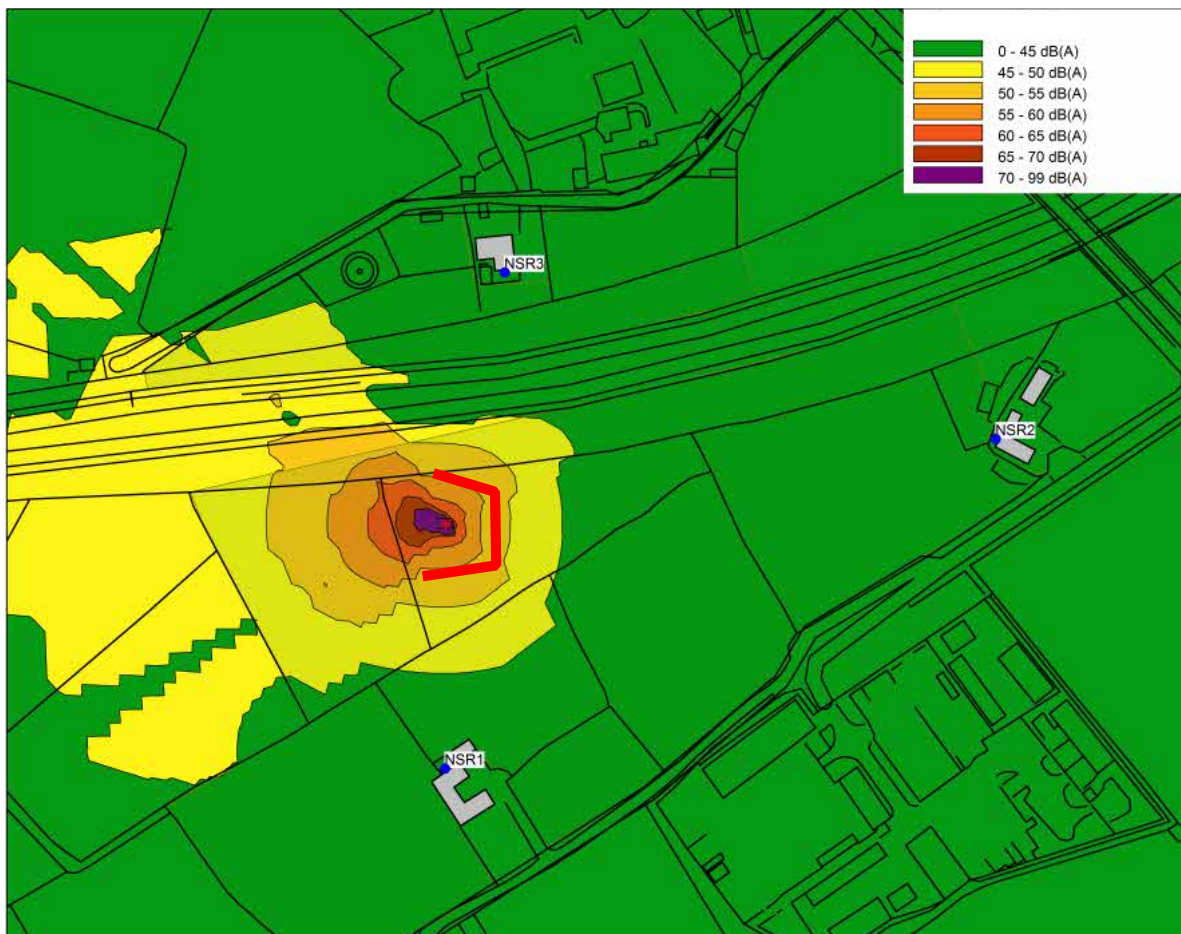 0 - 45 dB(A)
45 - 50 dB(A)
50 - 55 dB(A)
55 - 60 dB(A)
60 - 65 dB(A)
65 - 70 dB(A)
70 - 99 dB(A)
NSR3
NSR2
NSR1